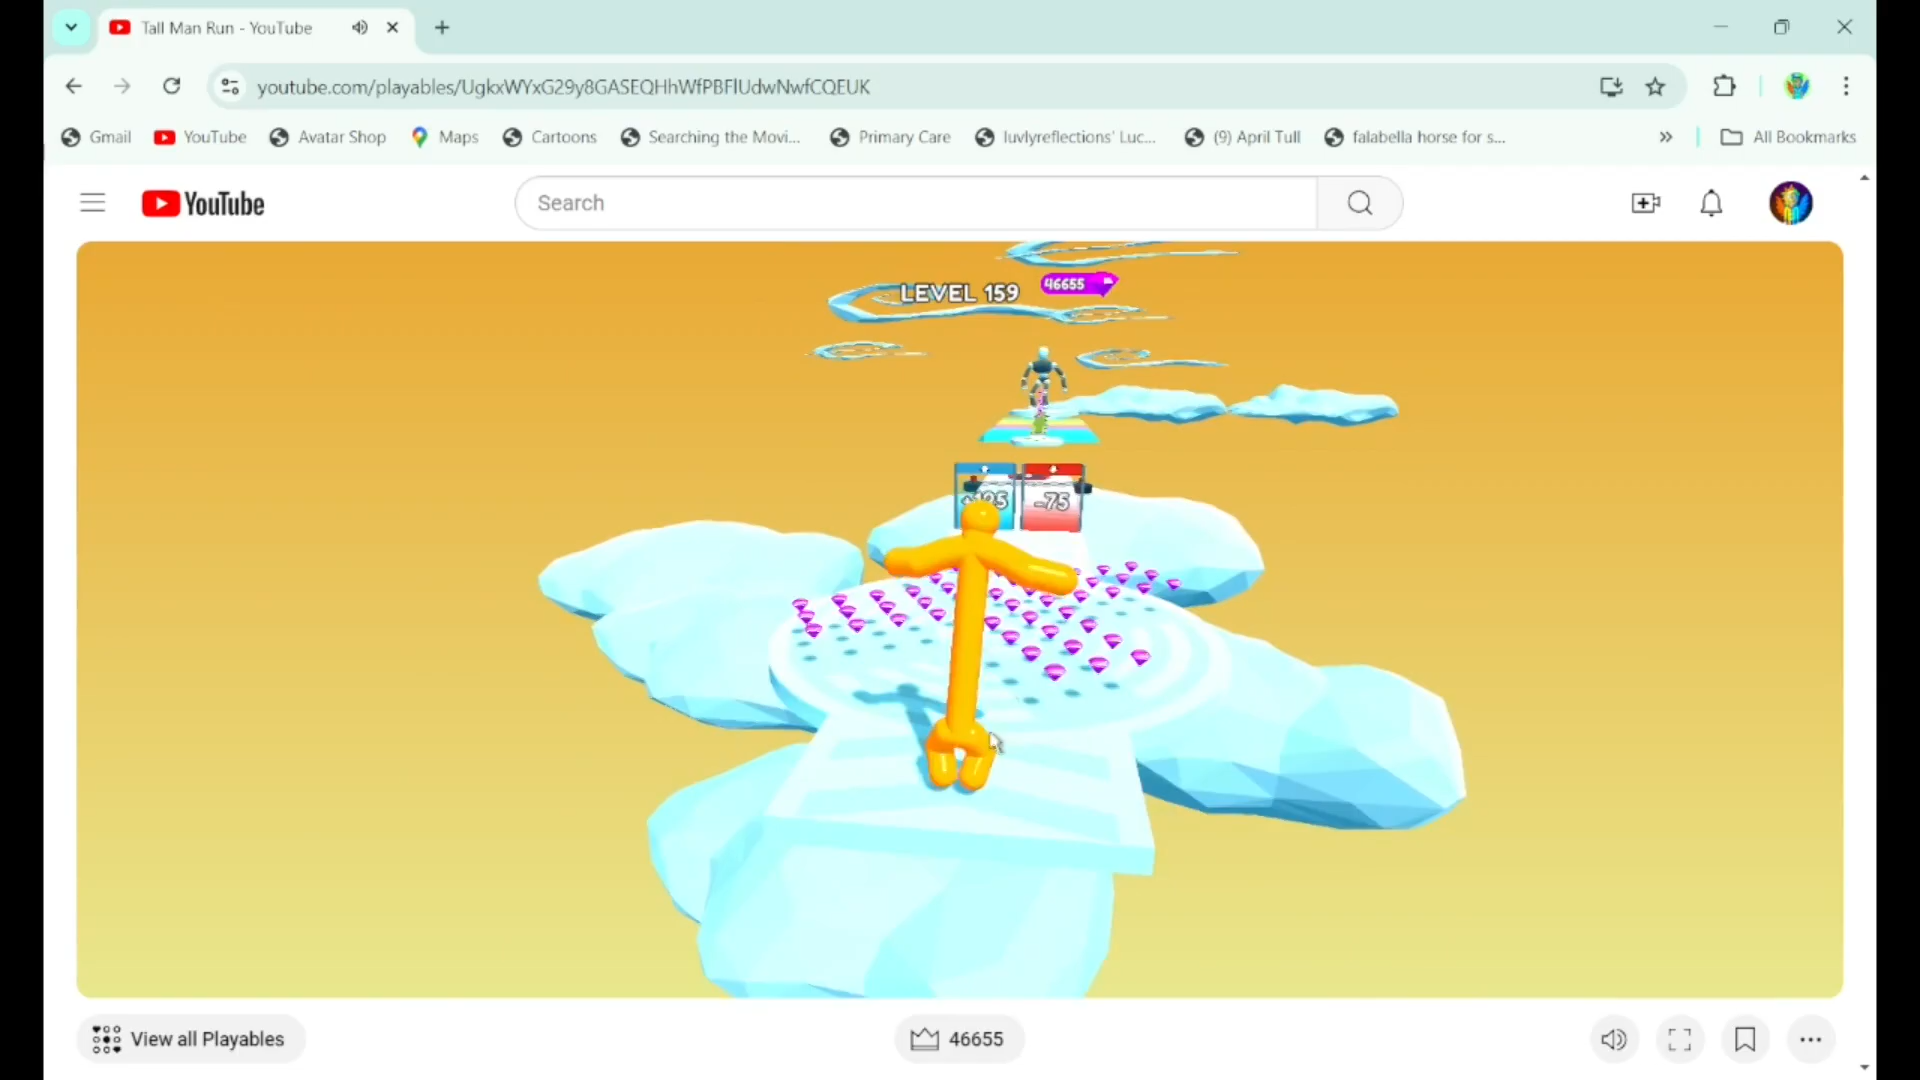 Tall Man Run - YouTube
youtube.com/playables/UgkxWYxG29y8GASEQHhWfPBFlUdwNwfCQEUK
Gmail YouTube Avatar Shop Maps Cartoons Searching the Movi... Primary Care luvlyreflections' Luc... (9) April Tull falabella horse for s... » All Bookmarks
YouTube Search
LEVEL 159 46655
-75
View all Playables 46655